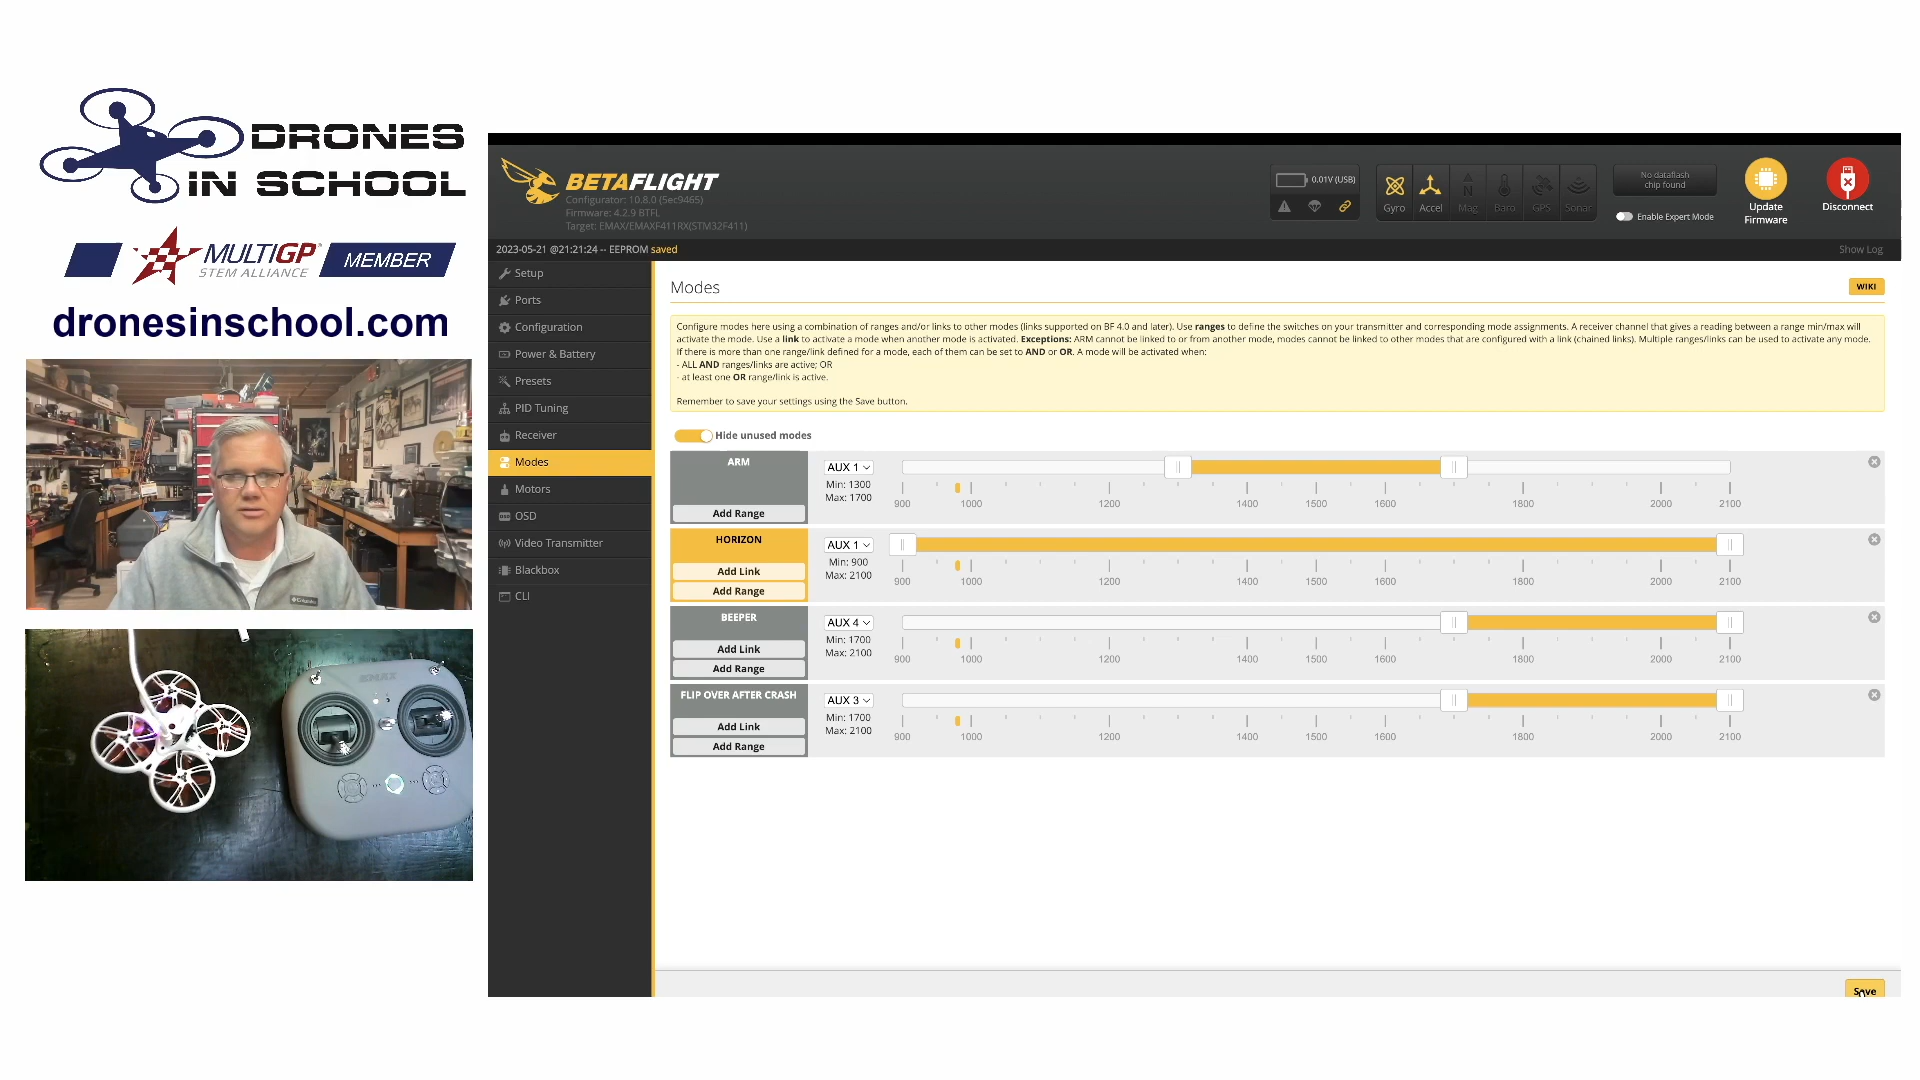 DRONES
IN SCHOOL
MULTIGP
STEM ALLIANCE
MEMBER
dronesinschool.com
BETAFLIGHT
Configurator: 10.8.0 (5ec9465)
Firmware: 4.2.9 BTFL
Target: EMAX/EMAXF411RX(STM32F411)
0.01V (USB)
Gyro
Accel
Mag
Baro
GPS
Sonar
No dataflash
chip found
Enable Expert Mode
Update
Firmware
Disconnect
2023-05-21 @21:21:24 -- EEPROM saved
Show Log
Setup
Ports
Configuration
Power & Battery
Presets
PID Tuning
Receiver
Modes
Motors
OSD
Video Transmitter
Blackbox
CLI
Modes
WIKI
Configure modes here using a combination of ranges and/or links to other modes (links supported on BF 4.0 and later). Use ranges to define the switches on your transmitter and corresponding mode assignments. A receiver channel that gives a reading between a range min/max will
activate the mode. Use a link to activate a mode when another mode is activated. Exceptions: ARM cannot be linked to or from another mode, modes cannot be linked to other modes that are configured with a link (chained links). Multiple ranges/links can be used to activate any mode.
If there is more than one range/link defined for a mode, each of them can be set to AND or OR. A mode will be activated when:
- ALL AND ranges/links are active; OR
- at least one OR range/link is active.
Remember to save your settings using the Save button.
Hide unused modes
ARM
Add Range
AUX 1
Min: 1300
Max: 1700
900 1000 1200 1400 1500 1600 1800 2000 2100
HORIZON
Add Link
Add Range
AUX 1
Min: 900
Max: 2100
900 1000 1200 1400 1500 1600 1800 2000 2100
BEEPER
Add Link
Add Range
AUX 4
Min: 1700
Max: 2100
900 1000 1200 1400 1500 1600 1800 2000 2100
FLIP OVER AFTER CRASH
Add Link
Add Range
AUX 3
Min: 1700
Max: 2100
900 1000 1200 1400 1500 1600 1800 2000 2100
Save
EMAX
Columbia